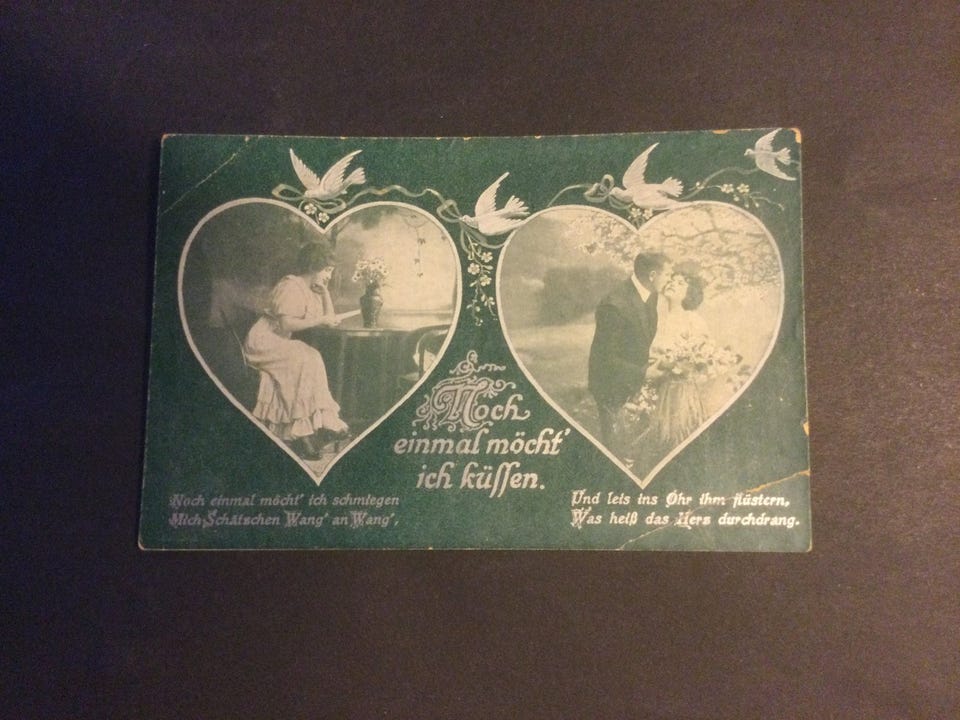 Noch
einmal möcht'
ich küſſen.
Noch einmal möcht' ich schmiegen
Mich, Schätzchen Wang' an Wang',
Und leis ins Ohr ihm flüstern,
Was heiß das Herz durchdrang.